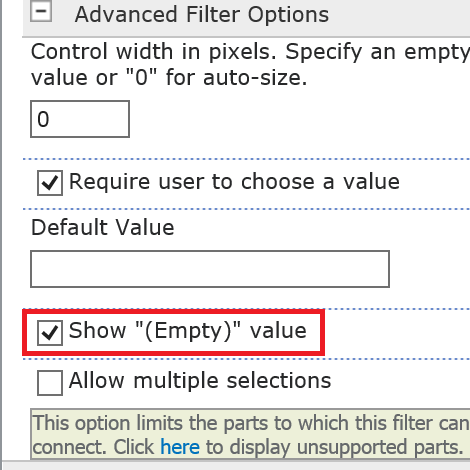 Advanced Filter Options
Control width in pixels. Specify an empty
value or "0" for auto-size.
0
Require user to choose a value
Default Value
Show "(Empty)" value
Allow multiple selections
This option limits the parts to which this filter can
connect. Click here to display unsupported parts.